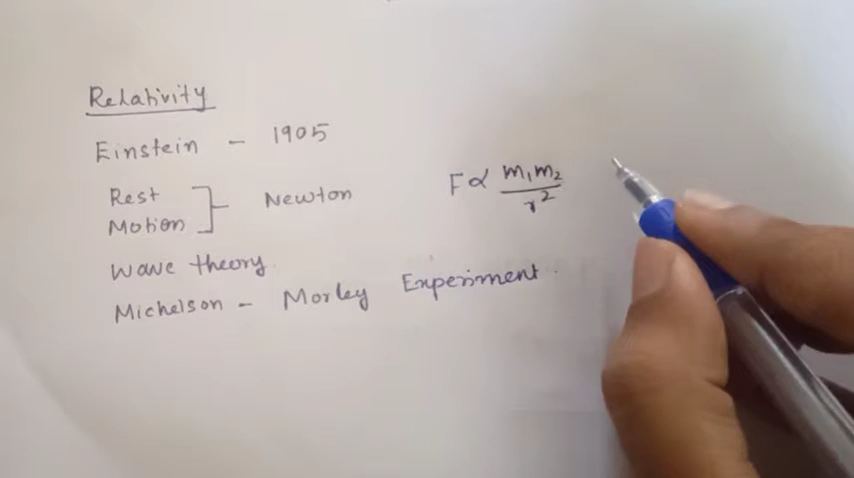 Relativity
Einstein - 1905
Rest
Motion } - Newton
F ∝ m₁m₂ / r²
Wave theory
Michelson - Morley Experiment.